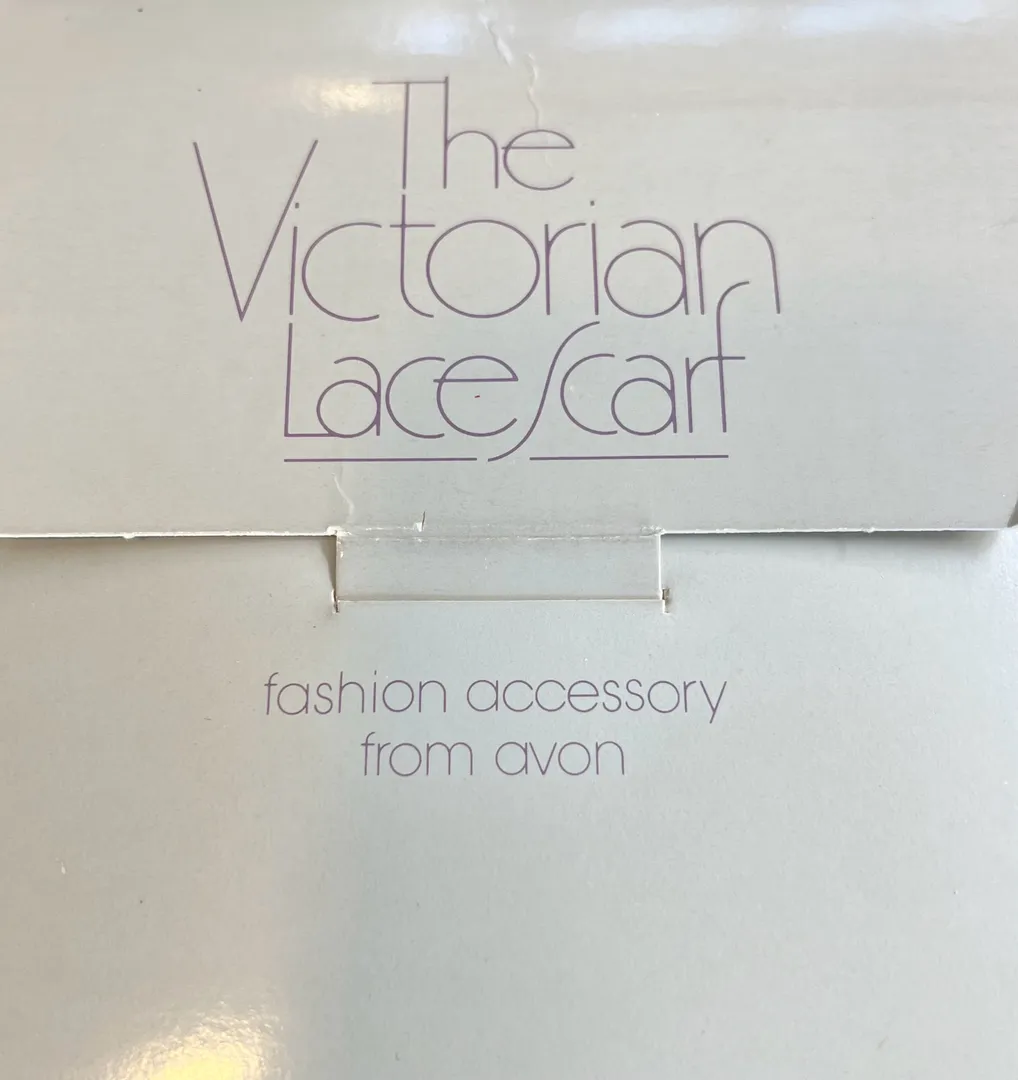 The
Victorian
Lace Scarf
fashion accessory
from avon